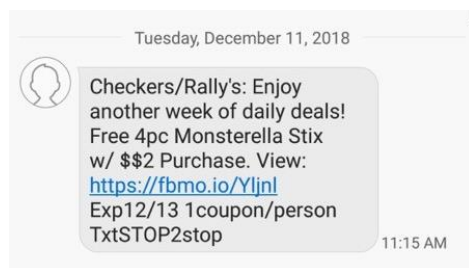 Tuesday, December 11, 2018
Checkers/Rally's: Enjoy
another week of daily deals!
Free 4pc Monsterella Stix
w/ $$2 Purchase. View:
https://fbmo.io/Yljnl
Exp12/13 1coupon/person
TxtSTOP2stop
11:15 AM